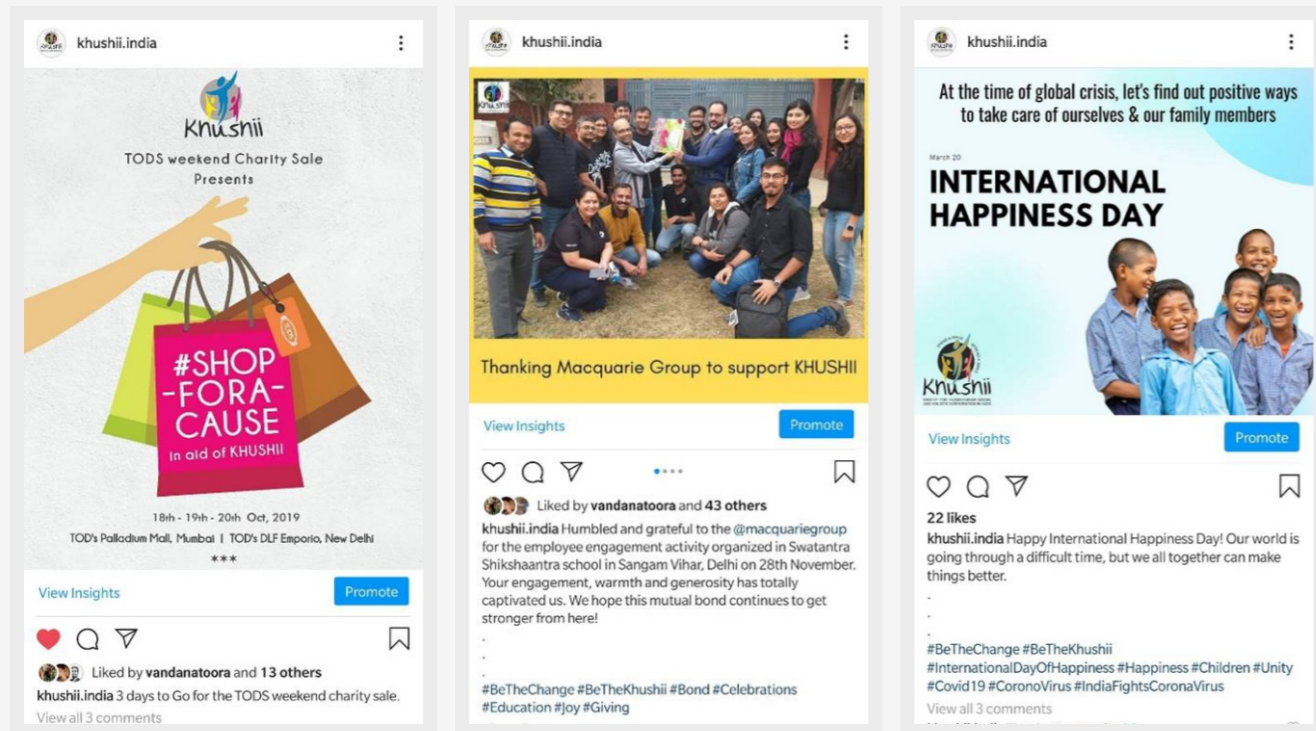 khushii.india
Khushii
TODS weekend Charity Sale
Presents
#SHOP
-FORA-
CAUSE
In aid of KHUSHII
18th - 19th - 20th Oct, 2019
TOD's Palladium Mall, Mumbai | TOD's DLF Emporio, New Delhi
***
View Insights
Promote
Liked by vandanatoora and 13 others
khushii.india 3 days to Go for the TODS weekend charity sale.
View all 3 comments
khushii.india
Khushii
Thanking Macquarie Group to support KHUSHII
View Insights
Promote
Liked by vandanatoora and 43 others
khushii.india Humbled and grateful to the @macquariegroup
for the employee engagement activity organized in Swatantra
Shikshaantra school in Sangam Vihar, Delhi on 28th November.
Your engagement, warmth and generosity has totally
captivated us. We hope this mutual bond continues to get
stronger from here!
.
.
.
#BeTheChange #BeTheKhushii #Bond #Celebrations
#Education #Joy #Giving
khushii.india
At the time of global crisis, let's find out positive ways
to take care of ourselves & our family members
March 20
INTERNATIONAL
HAPPINESS DAY
Khushii
View Insights
Promote
22 likes
khushii.india Happy International Happiness Day! Our world is
going through a difficult time, but we all together can make
things better.
.
.
.
#BeTheChange #BeTheKhushii
#InternationalDayOfHappiness #Happiness #Children #Unity
#Covid19 #CoronoVirus #IndiaFightsCoronaVirus
View all 3 comments